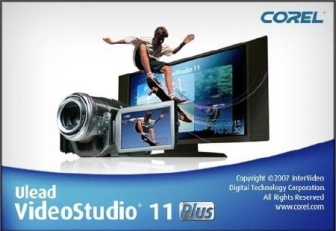 COREL
VideoStudio 11
Copyright ©2007 InterVideo
Digital Technology Corporation.
All Rights Reserved
www.corel.com
Ulead
VideoStudio® 11 Plus